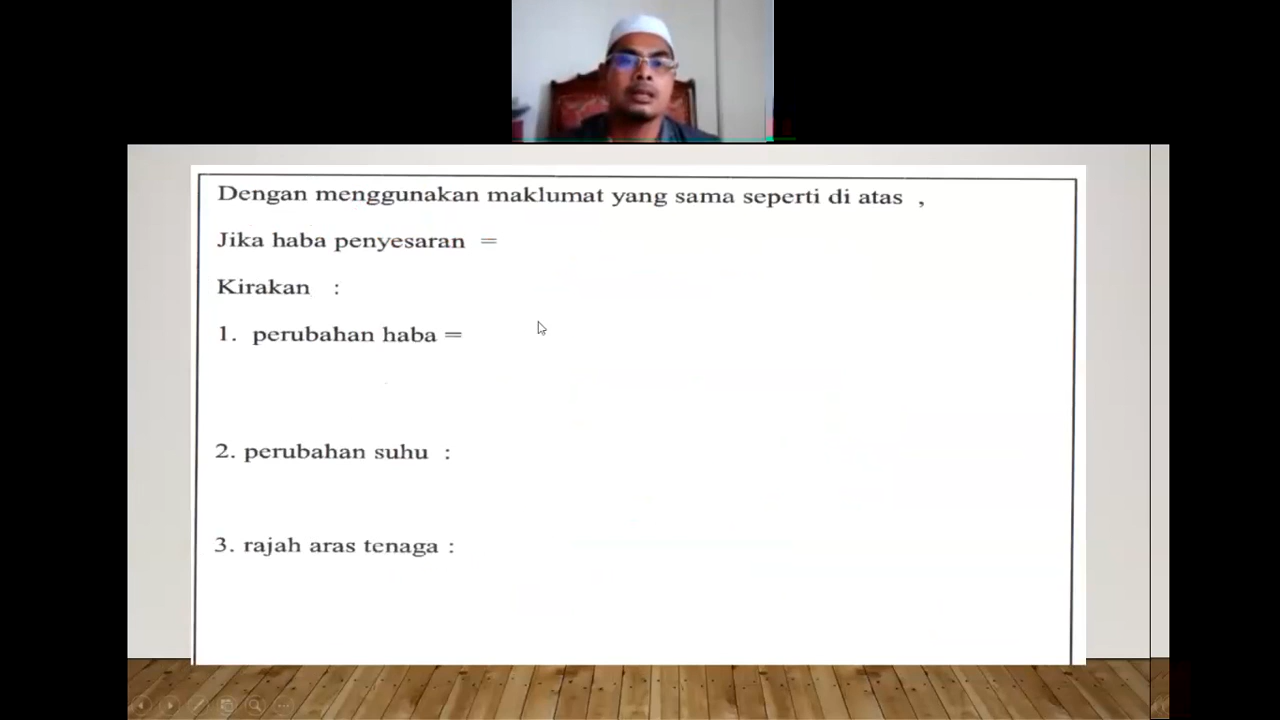 Dengan menggunakan maklumat yang sama seperti di atas ,
Jika haba penyesaran =
Kirakan :
1. perubahan haba =
2. perubahan suhu :
3. rajah aras tenaga :